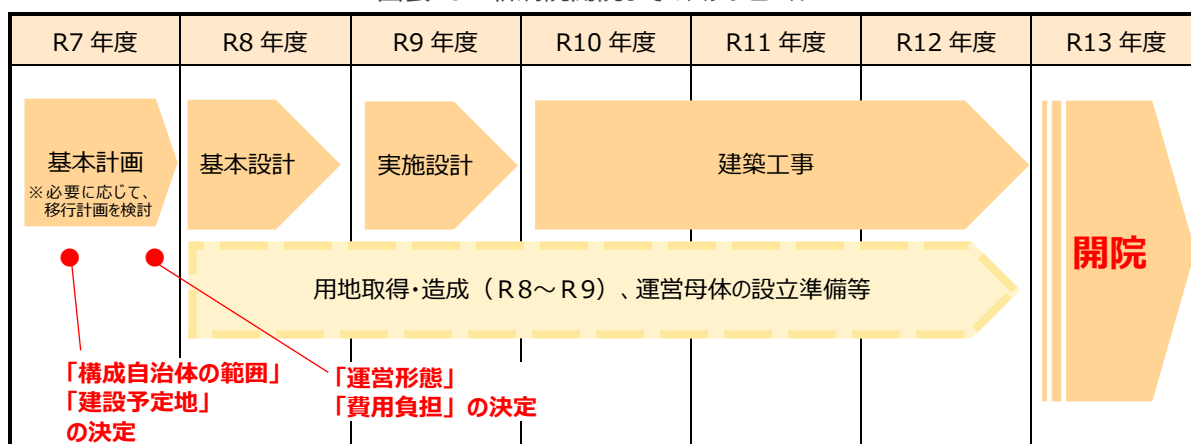 R7 年度
R8 年度
R9 年度
R10 年度
R11 年度
R12 年度
R13 年度
基本計画
※必要に応じて、
移行計画を検討
基本設計
実施設計
建築工事
開院
用地取得・造成（R8～R9）、運営母体の設立準備等
「構成自治体の範囲」
「建設予定地」
の決定
「運営形態」
「費用負担」の決定